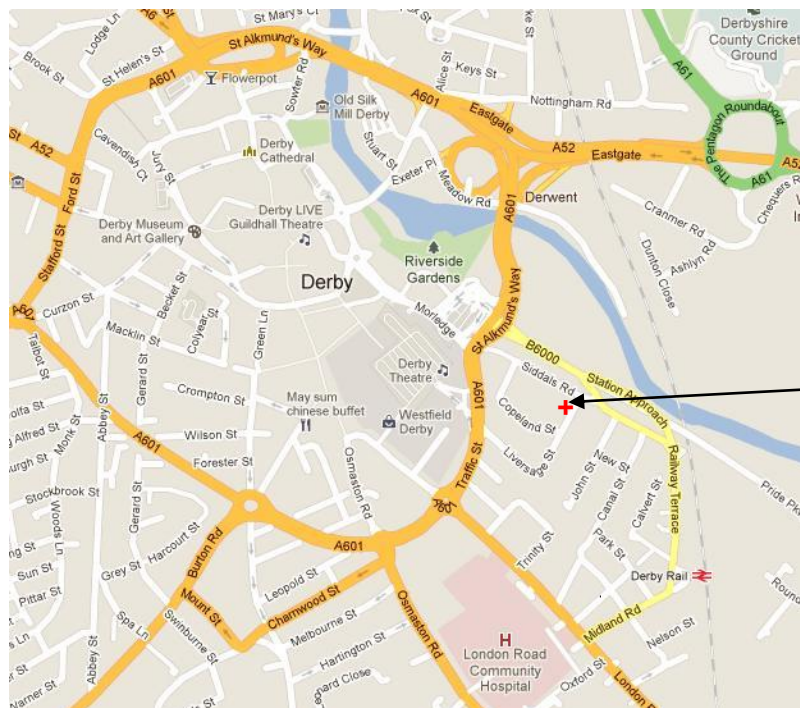 A6
St Mary's Ct
Lodge Ln
St Alkmund's Way
St Helen's St
Brook St
A601
Flowerpot
Sowter Rd
Old Silk
Mill Derby
Alice St
Keys St
Nottingham Rd
A61
Derbyshire
County Cricket
Ground
The Pentagon Roundabout
A601
Eastgate
A52
Eastgate
A61
A52
St
A52
Cavendish Ct
Ford St
Jury St
Derby
Cathedral
Stuart St
Exeter Pl
Meadow Rd
Derwent
A601
Cranmer Rd
Chequers R
Ashlyn Rd
Dunton Close
Stafford St
Derby Museum
and Art Gallery
Derby LIVE
Guildhall Theatre
Riverside
Gardens
Derby
Morledge
St Alkmund's Way
Curzon St
Becket St
Colyear St
Macklin St
Green Ln
Talbot St
Gerard St
Crompton St
May sum
chinese buffet
Derby
Theatre
Westfield
Derby
A601
Traffic St
B6000
Station Approach
Siddals Rd
Copeland St
Liversage St
Railway Terrace
Abbey St
Monk St
Wilson St
Forester St
A601
Osmaston Rd
New St
John St
Canal St
Calvert St
Pride Pk
Stockbrook St
Woods Ln
Gerard St
Harcourt St
Burton Rd
A601
Trinity St
Park St
Derby Rail
Grey St
Sun St
Pittar St
Spa Ln
Swinburne St
Mount St
Leopold St
Charnwood St
Melbourne St
Hartington St
Osmaston Rd
H
London Road
Community
Hospital
Midland Rd
Nelson St
Oxford St
Abbey St